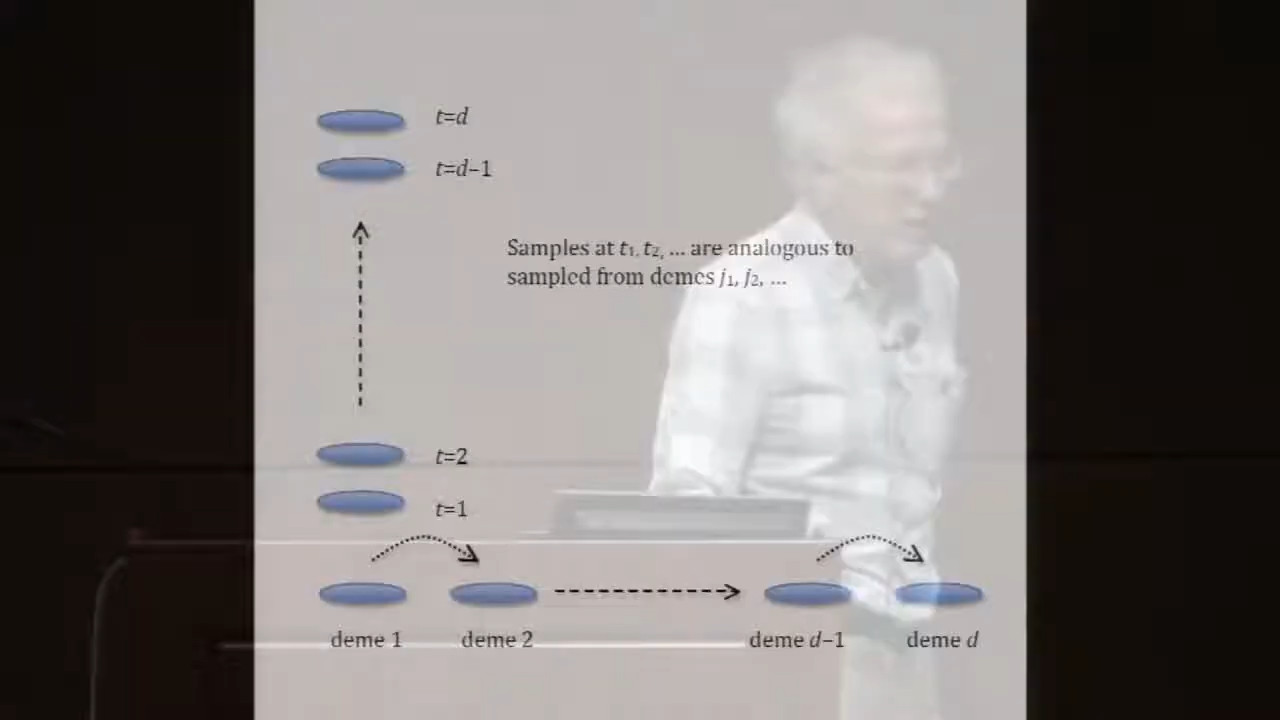 t=d
t=d–1
Samples at t₁, t₂, ... are analogous to
sampled from demes j₁, j₂, ...
t=2
t=1
deme 1 deme 2 deme d–1 deme d